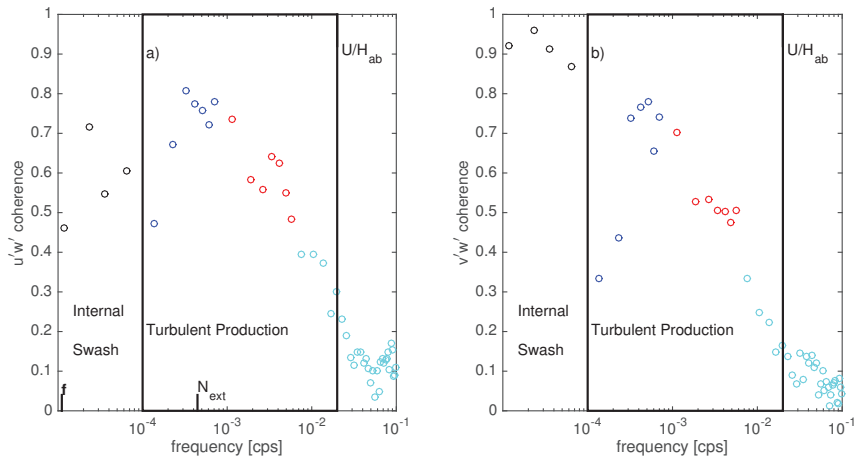 1
0.9
0.8
0.7
0.6
0.5
0.4
0.3
0.2
0.1
0
u'w' coherence
a)
U/H_ab
Internal
Swash
Turbulent Production
f
N_ext
10^-4
10^-3
10^-2
10^-1
frequency [cps]
1
0.9
0.8
0.7
0.6
0.5
0.4
0.3
0.2
0.1
0
v'w' coherence
b)
U/H_ab
Internal
Swash
Turbulent Production
10^-4
10^-3
10^-2
10^-1
frequency [cps]